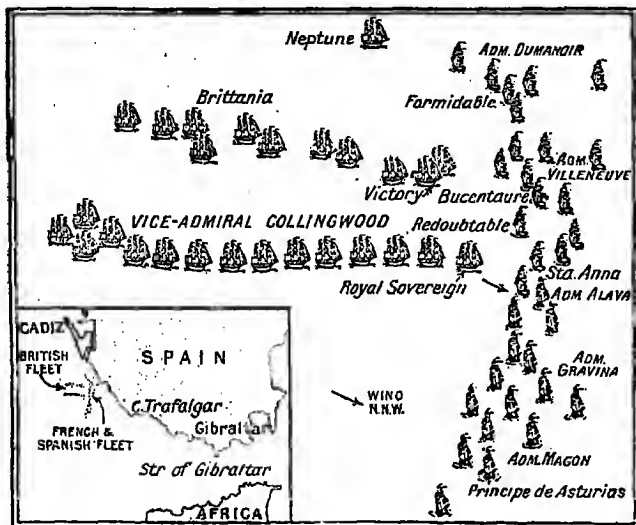 Neptune
ADM. DUMANOIR
Formidable
Brittania
ADM.
VILLENEUVE
Victory
Bucentaure
VICE-ADMIRAL COLLINGWOOD
Redoubtable
Sta. Anna
Royal Sovereign
ADM. ALAVA
ADM.
GRAVINA
WIND
N.N.W.
ADM. MAGON
Principe de Asturias
CADIZ
BRITISH
FLEET
SPAIN
C. Trafalgar
FRENCH &
SPANISH FLEET
Gibraltar
Str of Gibraltar
AFRICA